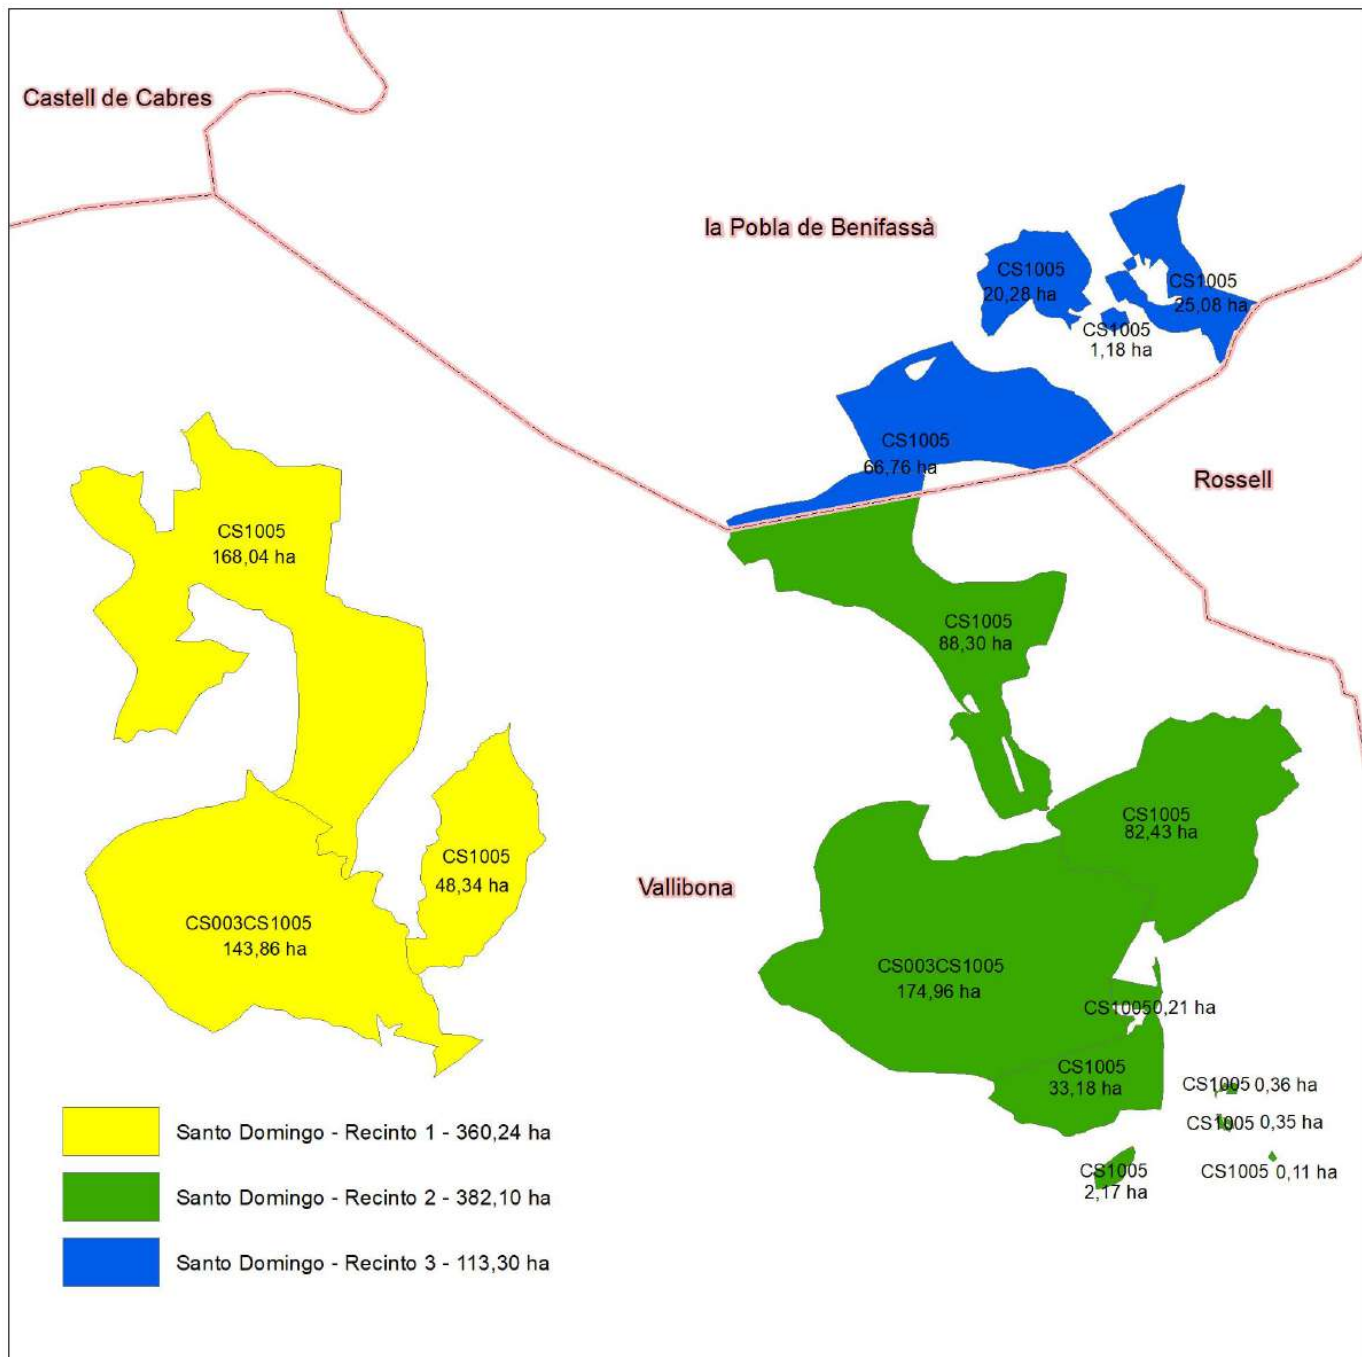 Castell de Cabres
la Pobla de Benifassà
CS1005
20,28 ha
CS1005
25,08 ha
CS1005
1,18 ha
CS1005
66,76 ha
Rossell
CS1005
168,04 ha
CS1005
88,30 ha
CS1005
82,43 ha
CS1005
48,34 ha
Vallibona
CS003CS1005
143,86 ha
CS003CS1005
174,96 ha
CS1005 0,21 ha
CS1005
33,18 ha
CS1005 0,36 ha
CS1005 0,35 ha
CS1005 0,11 ha
CS1005
2,17 ha
Santo Domingo - Recinto 1 - 360,24 ha
Santo Domingo - Recinto 2 - 382,10 ha
Santo Domingo - Recinto 3 - 113,30 ha